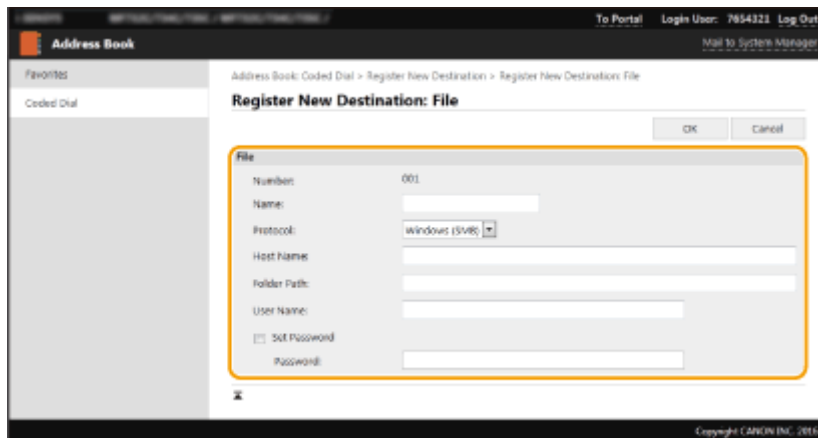 To Portal Login User: 7654321 Log Out
Address Book Mail to System Manager
Favorites
Coded Dial
Address Book: Coded Dial > Register New Destination > Register New Destination: File
Register New Destination: File
OK Cancel
File
Number: 001
Name:
Protocol: Windows (SMB)
Host Name:
Folder Path:
User Name:
Set Password
Password:
Copyright CANON INC. 2016